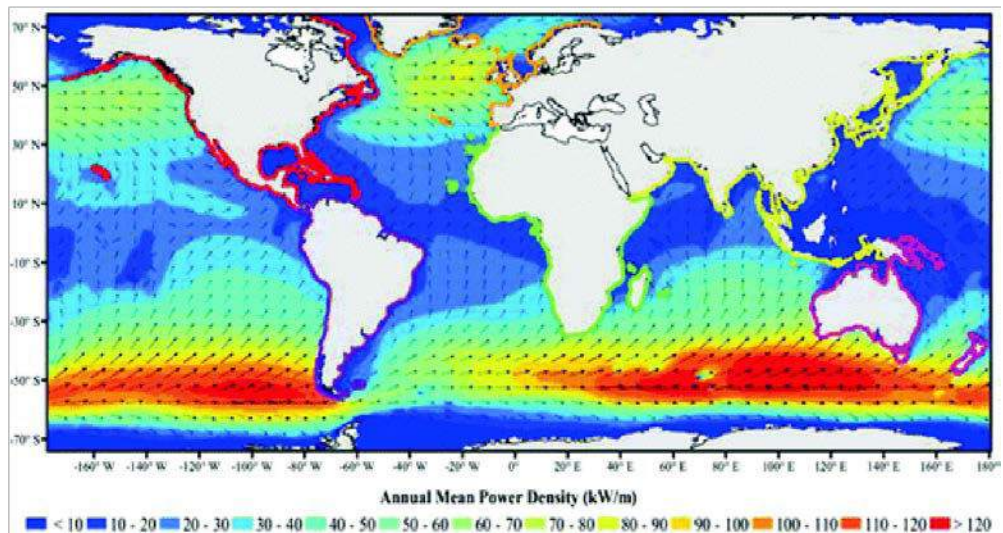 70° N
50° N
30° N
10° N
-10° S
-30° S
-50° S
-70° S
-160° W -140° W -120° W -100° W -80° W -60° W -40° W -20° W 0° 20° E 40° E 60° E 80° E 100° E 120° E 140° E 160° E 180° E
Annual Mean Power Density (kW/m)
< 10 10 - 20 20 - 30 30 - 40 40 - 50 50 - 60 60 - 70 70 - 80 80 - 90 90 - 100 100 - 110 110 - 120 > 120